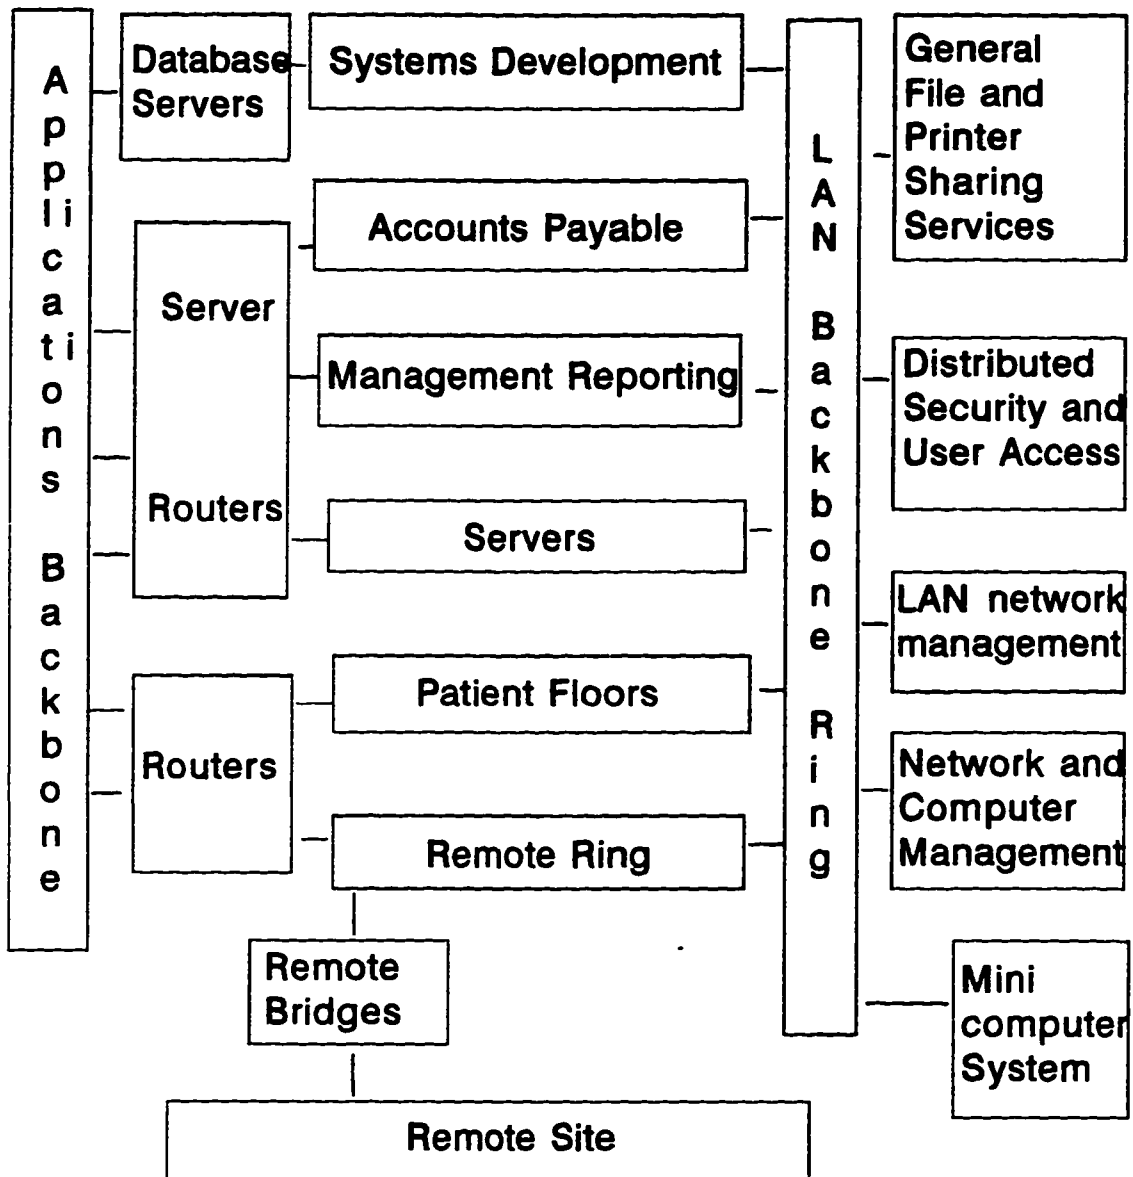 Applications Backbone
Database
Servers
Systems Development
Server
Routers
Accounts Payable
Management Reporting
Servers
Routers
Patient Floors
Remote Ring
Remote
Bridges
Remote Site
LAN Backbone Ring
General
File and
Printer
Sharing
Services
Distributed
Security and
User Access
LAN network
management
Network and
Computer
Management
Mini
computer
System